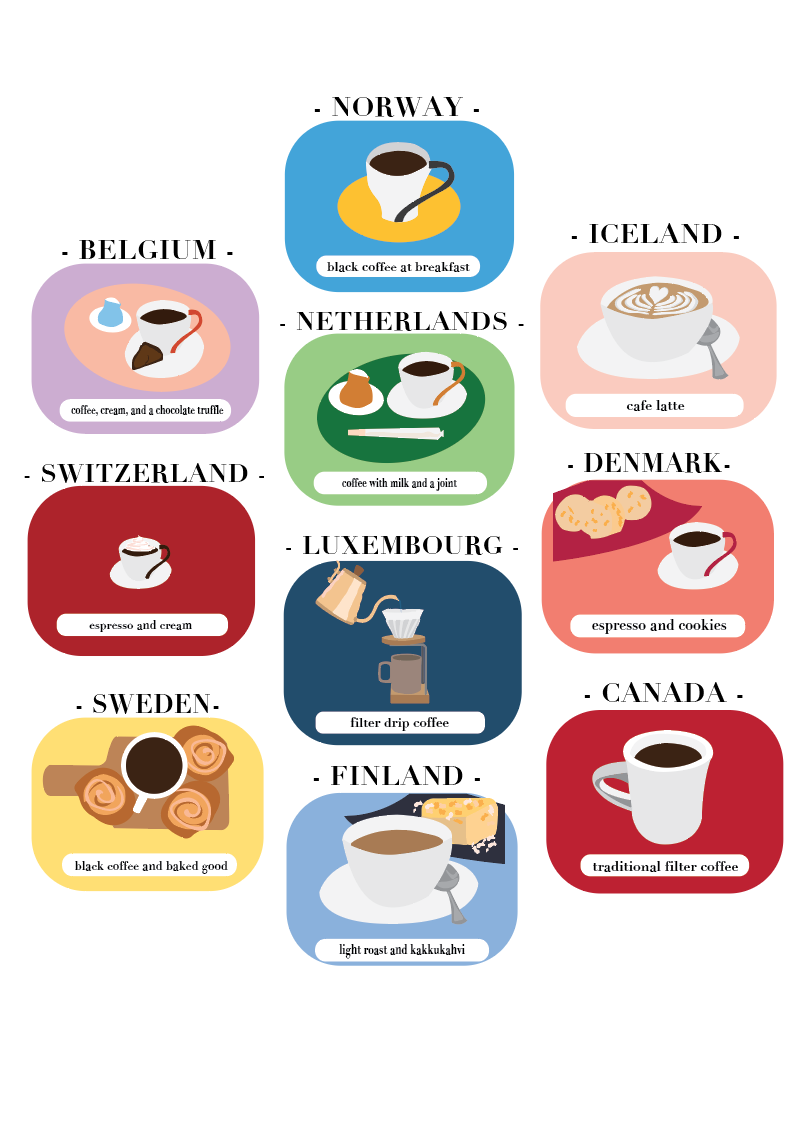 - NORWAY -
black coffee at breakfast
- BELGIUM -
coffee, cream, and a chocolate truffle
- ICELAND -
cafe latte
- NETHERLANDS -
coffee with milk and a joint
- SWITZERLAND -
espresso and cream
- DENMARK-
espresso and cookies
- LUXEMBOURG -
filter drip coffee
- SWEDEN-
black coffee and baked good
- CANADA -
traditional filter coffee
- FINLAND -
light roast and kakkukahvi